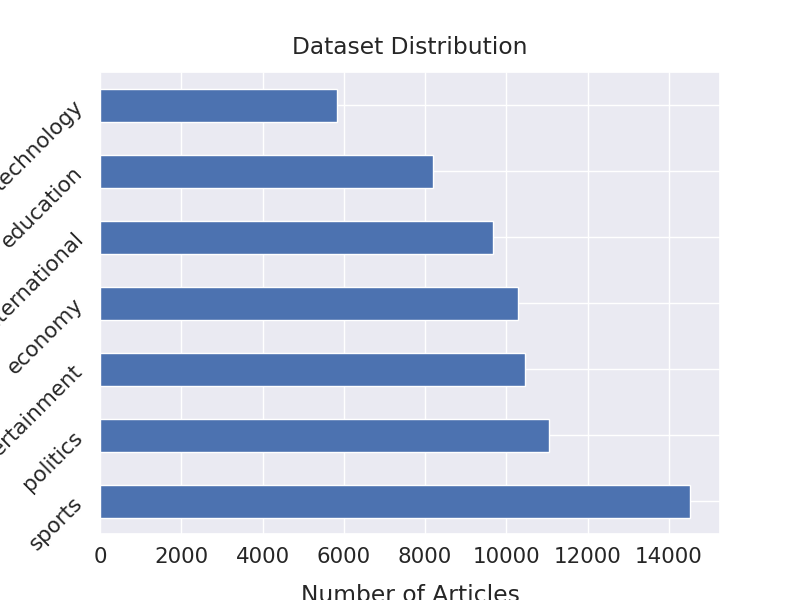 Dataset Distribution
technology
education
ternational
economy
ertainment
politics
sports
0 2000 4000 6000 8000 10000 12000 14000
Number of Articles